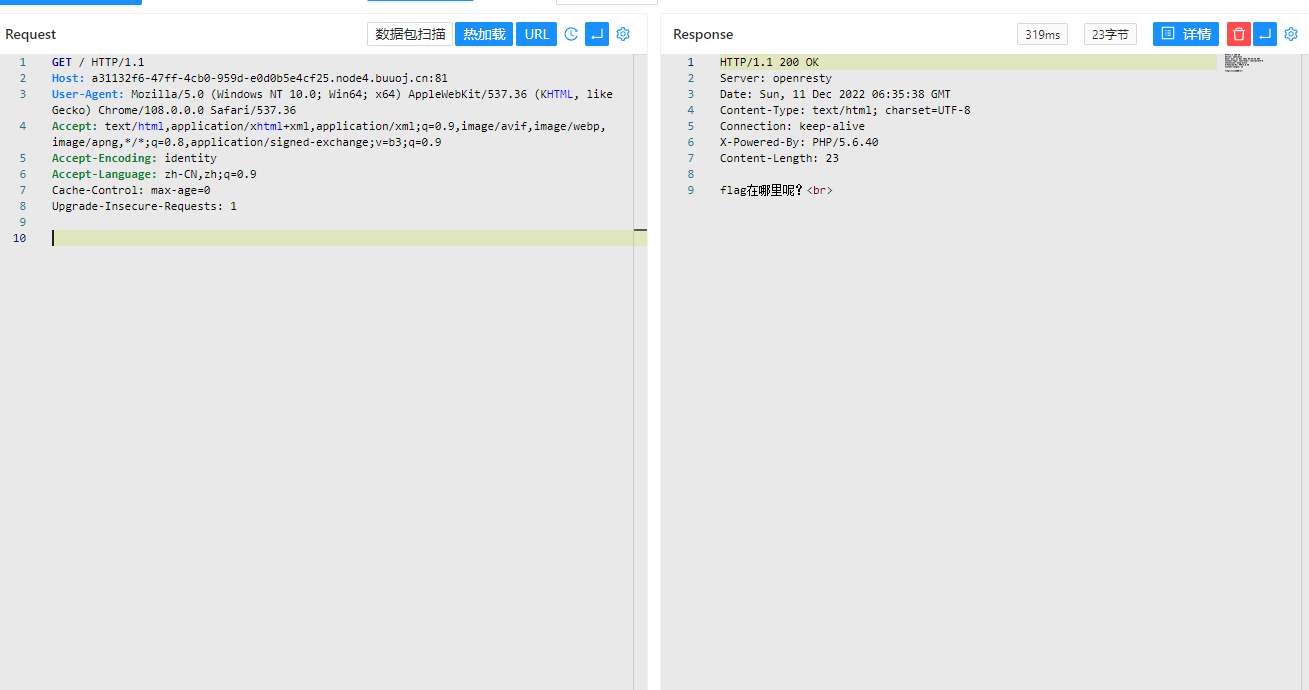 Request
数据包扫描
热加载
URL
1 GET / HTTP/1.1
2 Host: a31132f6-47ff-4cb0-959d-e0d0b5e4cf25.node4.buuoj.cn:81
3 User-Agent: Mozilla/5.0 (Windows NT 10.0; Win64; x64) AppleWebKit/537.36 (KHTML, like
Gecko) Chrome/108.0.0.0 Safari/537.36
4 Accept: text/html,application/xhtml+xml,application/xml;q=0.9,image/avif,image/webp,
image/apng,*/*;q=0.8,application/signed-exchange;v=b3;q=0.9
5 Accept-Encoding: identity
6 Accept-Language: zh-CN,zh;q=0.9
7 Cache-Control: max-age=0
8 Upgrade-Insecure-Requests: 1
9
10
Response
319ms
23字节
详情
1 HTTP/1.1 200 OK
2 Server: openresty
3 Date: Sun, 11 Dec 2022 06:35:38 GMT
4 Content-Type: text/html; charset=UTF-8
5 Connection: keep-alive
6 X-Powered-By: PHP/5.6.40
7 Content-Length: 23
8
9 flag在哪里呢?<br>